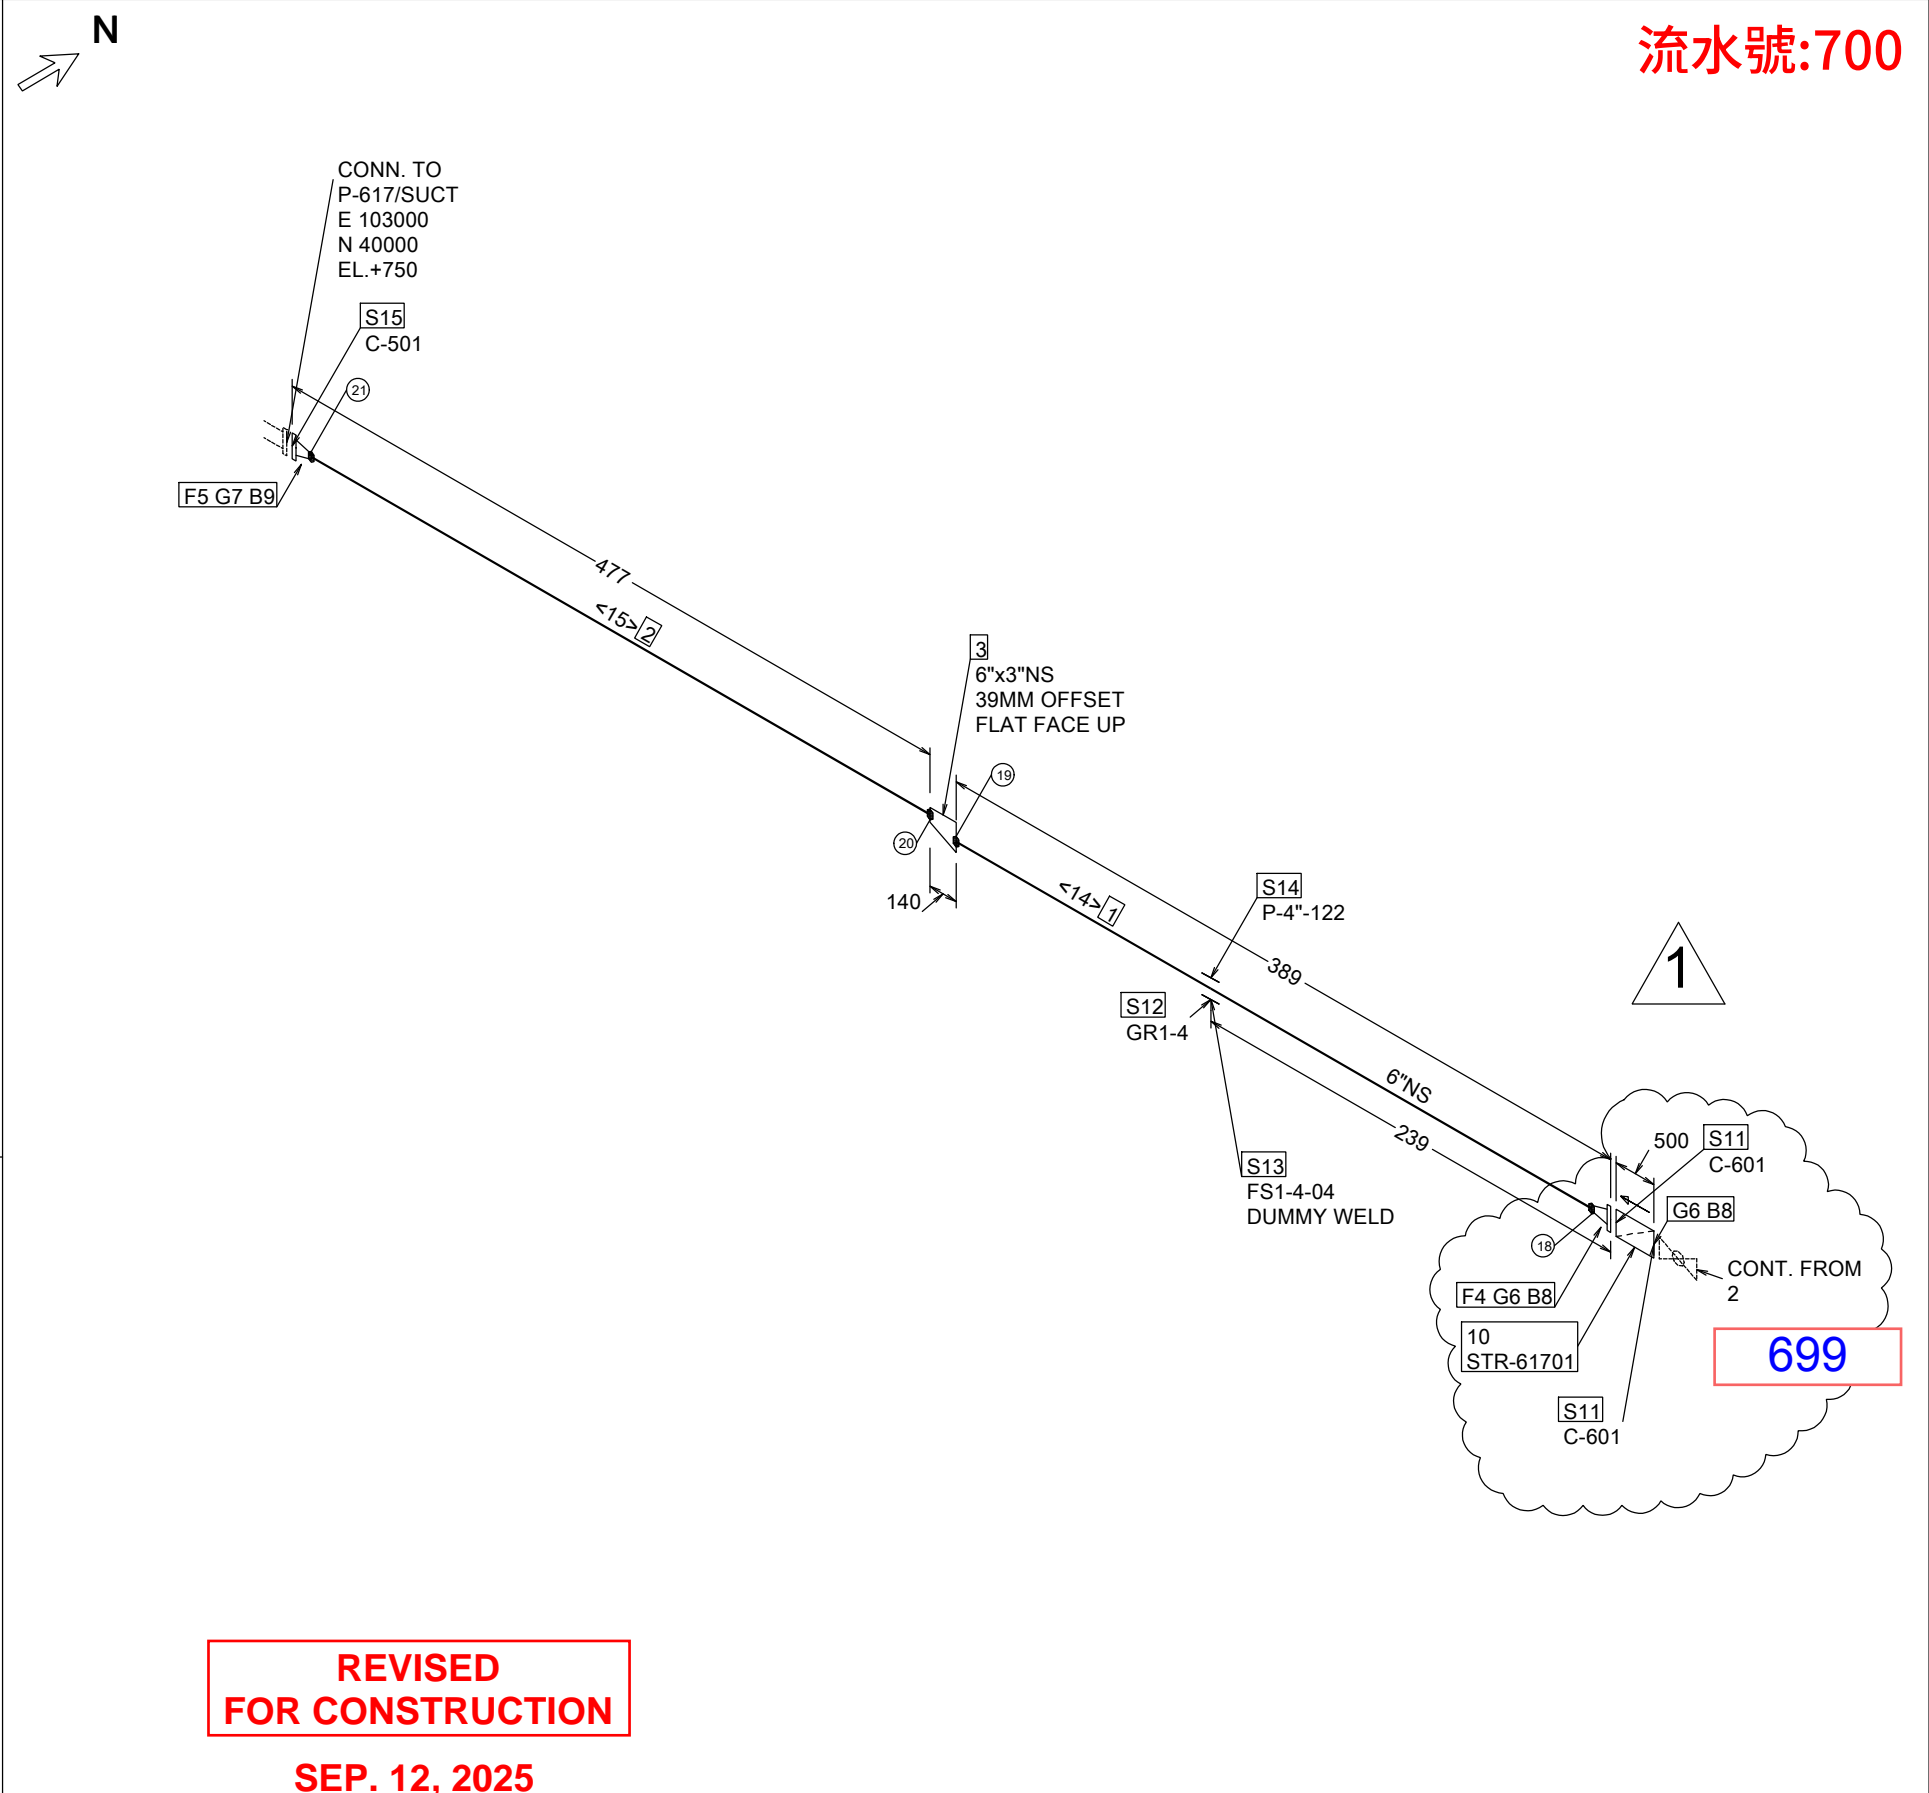 N
流水號:700
CONN. TO
P-617/SUCT
E 103000
N 40000
EL.+750
S15
C-501
21
F5 G7 B9
477
<15> 2
3
6"x3"NS
39MM OFFSET
FLAT FACE UP
19
20
140
<14> 1
S14
P-4"-122
389
1
S12
GR1-4
6"NS
239
S13
FS1-4-04
DUMMY WELD
500
S11
C-601
G6 B8
18
CONT. FROM
2
F4 G6 B8
10
STR-61701
699
S11
C-601
REVISED
FOR CONSTRUCTION
SEP. 12, 2025